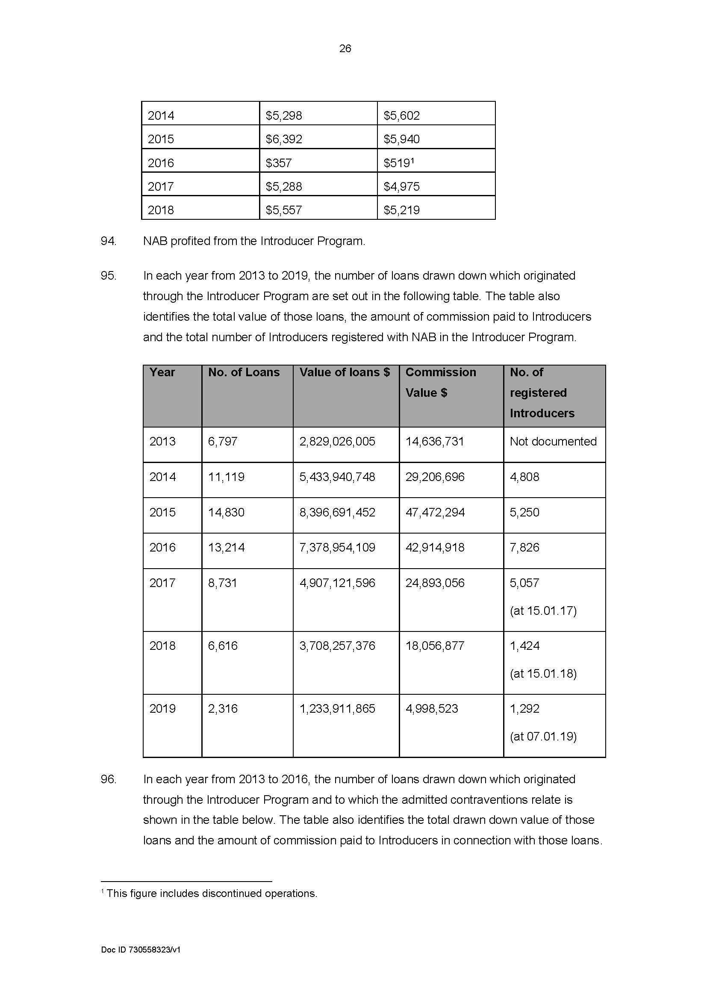 26
2014 $5,298 $5,602
2015 $6,392 $5,940
2016 $357 $519¹
2017 $5,288 $4,975
2018 $5,557 $5,219
94. NAB profited from the Introducer Program.
95. In each year from 2013 to 2019, the number of loans drawn down which originated
through the Introducer Program are set out in the following table. The table also
identifies the total value of those loans, the amount of commission paid to Introducers
and the total number of Introducers registered with NAB in the Introducer Program.
Year No. of Loans Value of loans $ Commission No. of
Value $ registered
Introducers
2013 6,797 2,829,026,005 14,636,731 Not documented
2014 11,119 5,433,940,748 29,206,696 4,808
2015 14,830 8,396,691,452 47,472,294 5,250
2016 13,214 7,378,954,109 42,914,918 7,826
2017 8,731 4,907,121,596 24,893,056 5,057
(at 15.01.17)
2018 6,616 3,708,257,376 18,056,877 1,424
(at 15.01.18)
2019 2,316 1,233,911,865 4,998,523 1,292
(at 07.01.19)
96. In each year from 2013 to 2016, the number of loans drawn down which originated
through the Introducer Program and to which the admitted contraventions relate is
shown in the table below. The table also identifies the total drawn down value of those
loans and the amount of commission paid to Introducers in connection with those loans.
¹ This figure includes discontinued operations.
Doc ID 730558323/v1